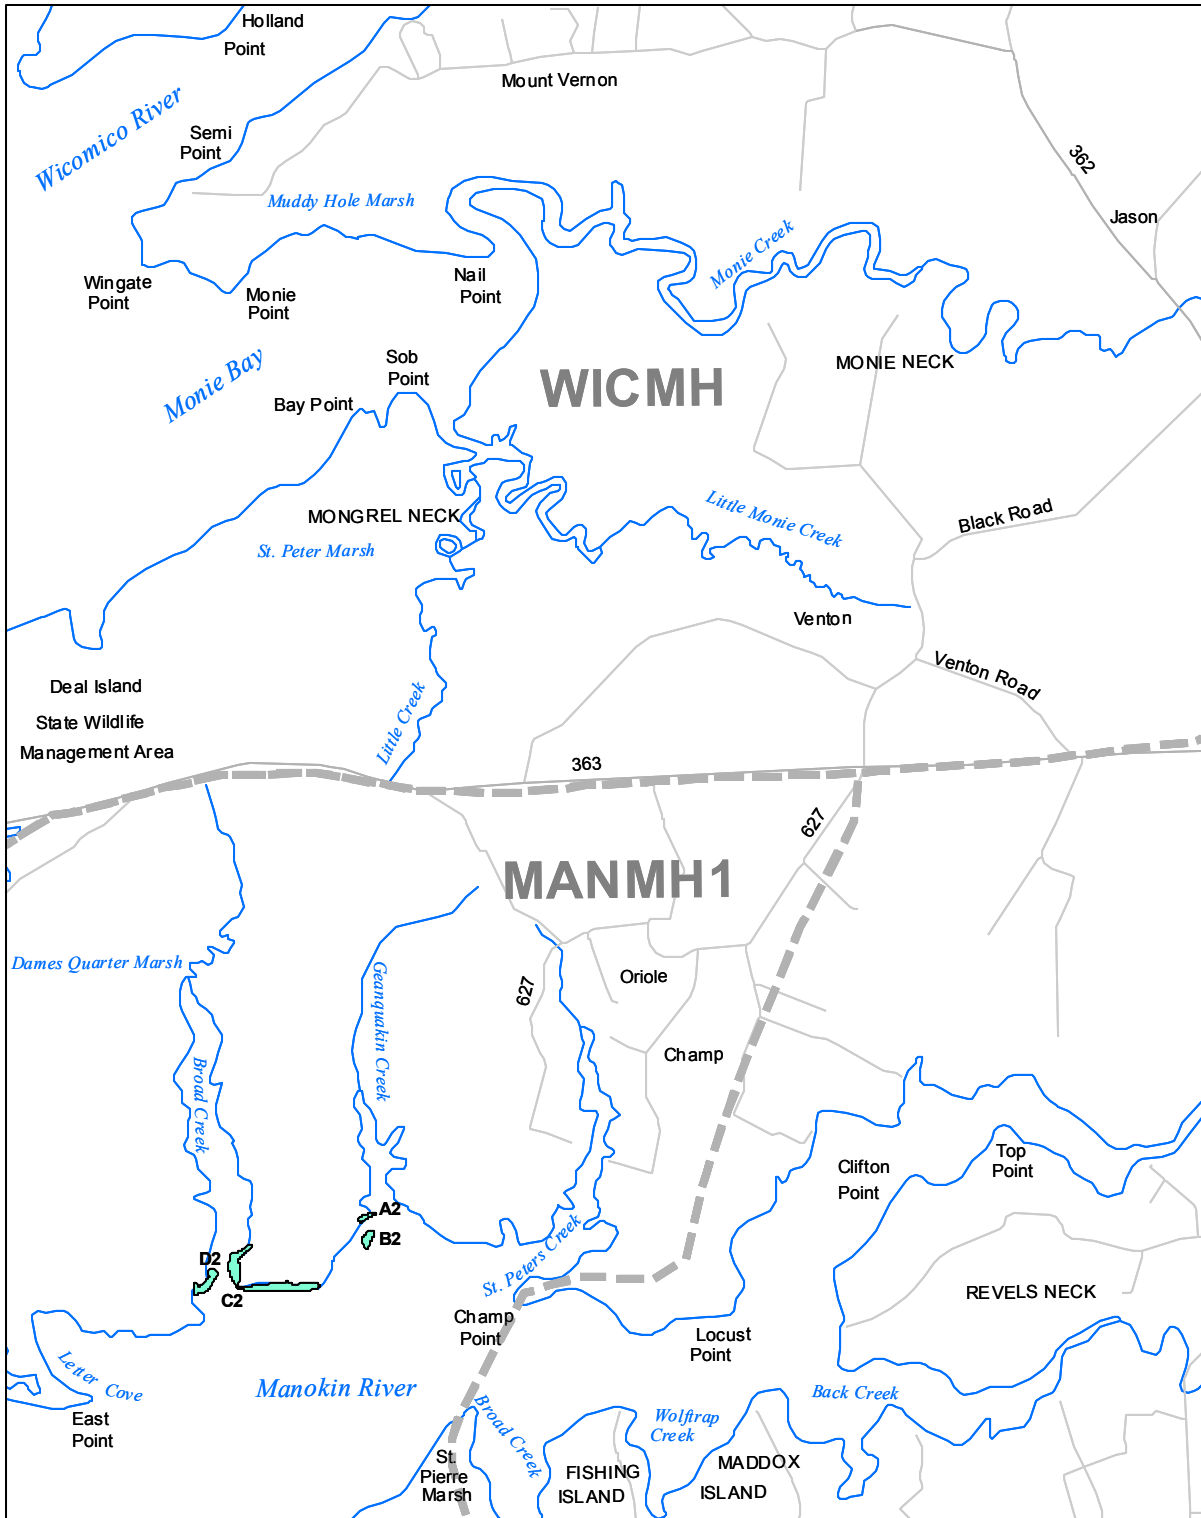 Holland
Point
Mount Vernon
Wicomico River
Semi
Point
362
Muddy Hole Marsh
Jason
Monie Creek
Wingate
Point
Monie
Point
Nail
Point
Monie Bay
Sob
Point
MONIE NECK
WICMH
Bay Point
MONGREL NECK
Little Monie Creek
Black Road
St. Peter Marsh
Venton
Venton Road
Deal Island
State Wildlife
Management Area
Little Creek
363
627
MANMH1
Dames Quarter Marsh
Geanquakin Creek
627
Oriole
Champ
Broad Creek
Clifton
Point
Top
Point
A2
B2
D2
C2
St. Peters Creek
REVELS NECK
Champ
Point
Locust
Point
Letter Cove
Manokin River
Back Creek
East
Point
Broad Creek
Wolftrap
Creek
St.
Pierre
Marsh
FISHING
ISLAND
MADDOX
ISLAND